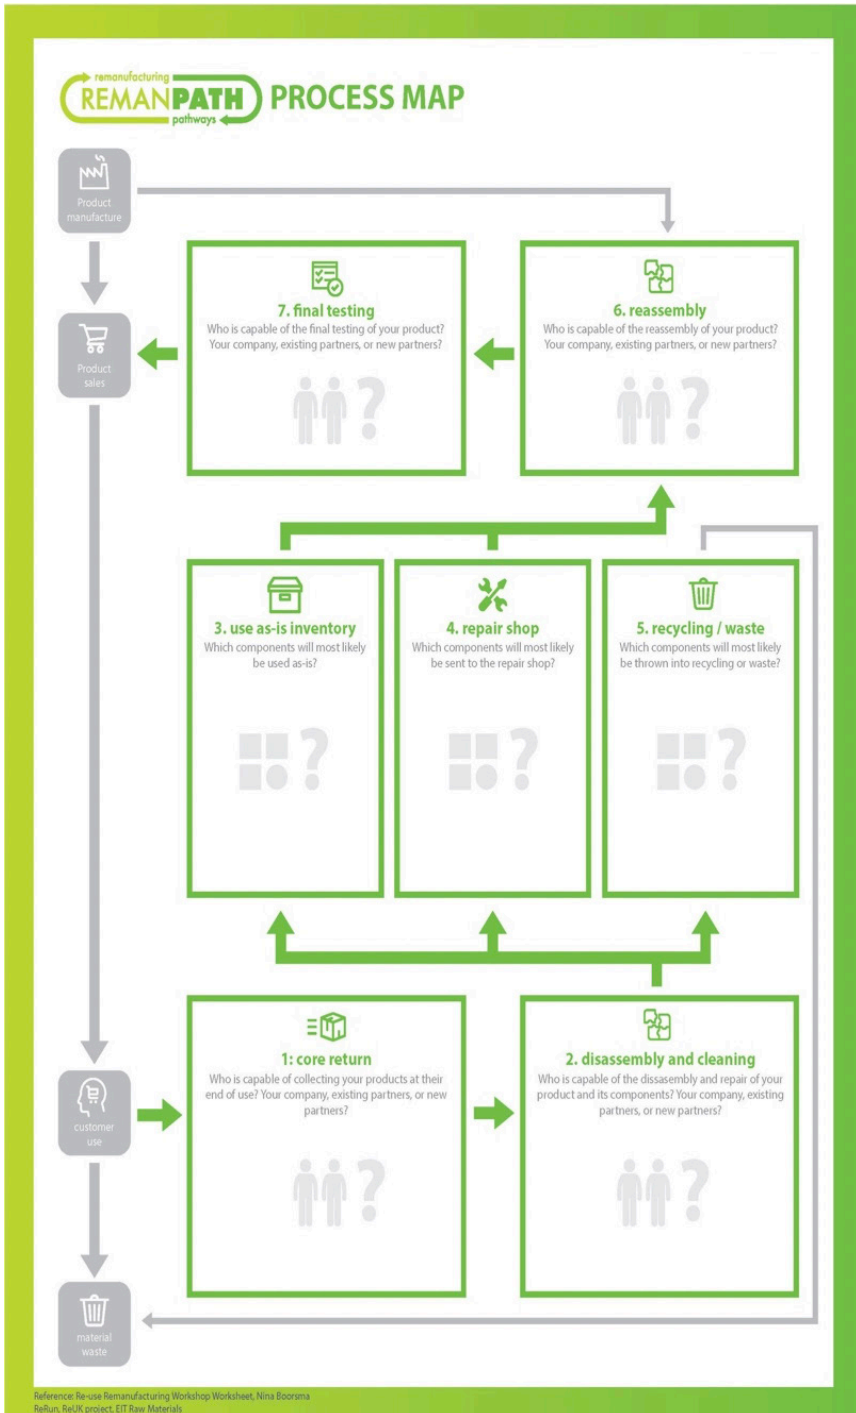 remanufacturing
REMANPATH
pathways
PROCESS MAP
Product
manufacture
7. final testing
Who is capable of the final testing of your product?
Your company, existing partners, or new partners?
6. reassembly
Who is capable of the reassembly of your product?
Your company, existing partners, or new partners?
Product
sales
3. use as-is inventory
Which components will most likely
be used as-is?
4. repair shop
Which components will most likely
be sent to the repair shop?
5. recycling / waste
Which components will most likely
be thrown into recycling or waste?
1: core return
Who is capable of collecting your products at their
end of use? Your company, existing partners, or new
partners?
2. disassembly and cleaning
Who is capable of the dissasembly and repair of your
product and its components? Your company, existing
partners, or new partners?
customer
use
material
waste
Reference: Re-use Remanufacturing Workshop Worksheet, Nina Boorsma
ReRun, ReUK project, EIT Raw Materials